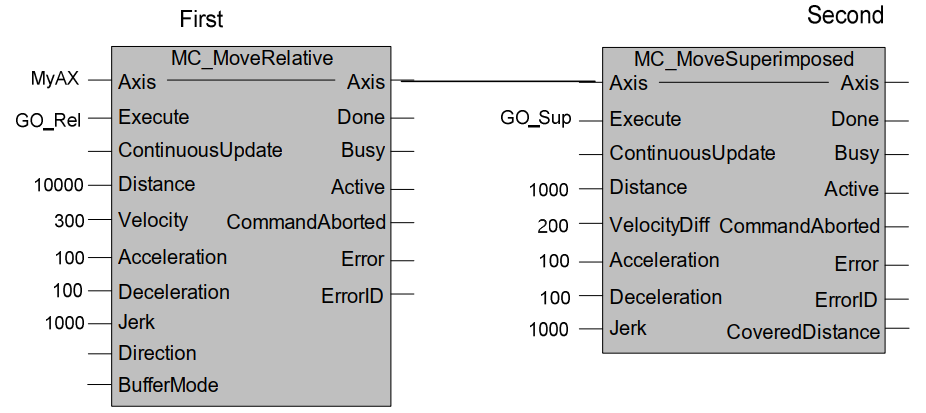 First
Second
MC_MoveRelative
MC_MoveSuperimposed
MyAX Axis Axis Axis Axis
GO_Rel Execute Done GO_Sup Execute Done
ContinuousUpdate Busy ContinuousUpdate Busy
10000 Distance Active 1000 Distance Active
300 Velocity CommandAborted 200 VelocityDiff CommandAborted
100 Acceleration Error 100 Acceleration Error
100 Deceleration ErrorID 100 Deceleration ErrorID
1000 Jerk 1000 Jerk CoveredDistance
Direction
BufferMode